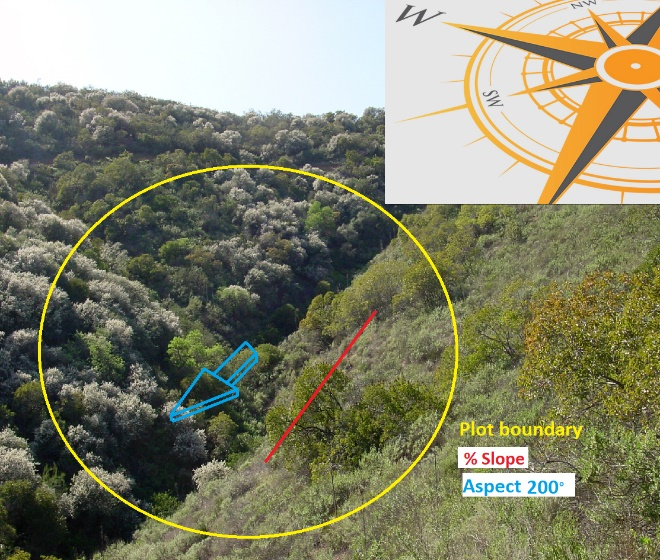 NW
W
SW
Plot boundary
% Slope
Aspect 200°